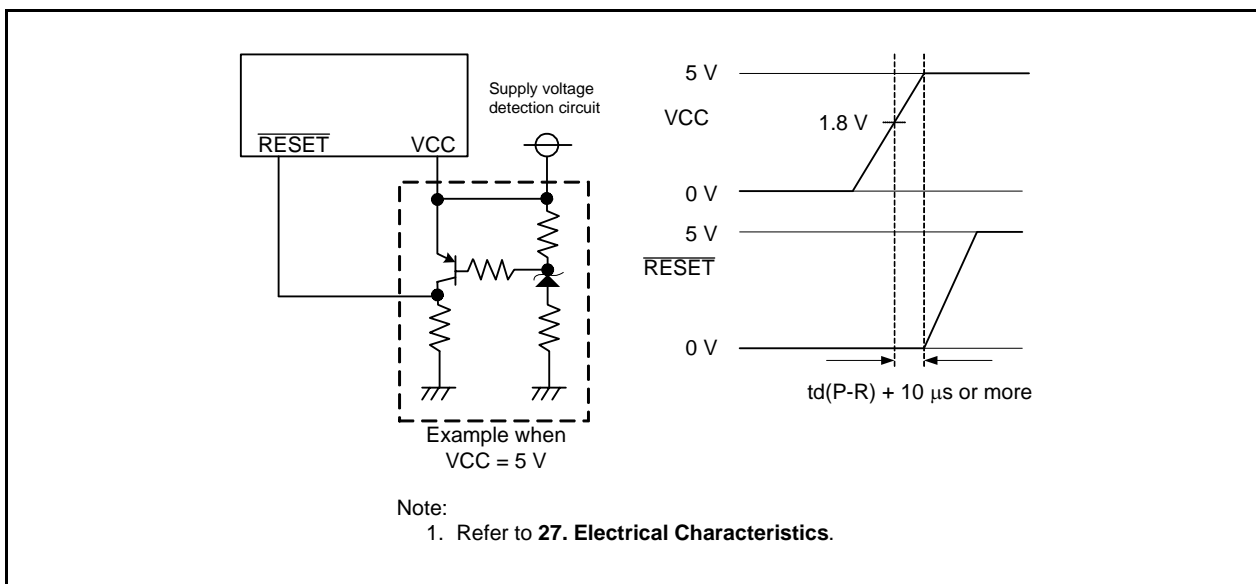 Supply voltage
detection circuit
RESET
VCC
Example when
VCC = 5 V
5 V
VCC
1.8 V
0 V
5 V
RESET
0 V
td(P-R) + 10 μs or more
Note:
1. Refer to 27. Electrical Characteristics.